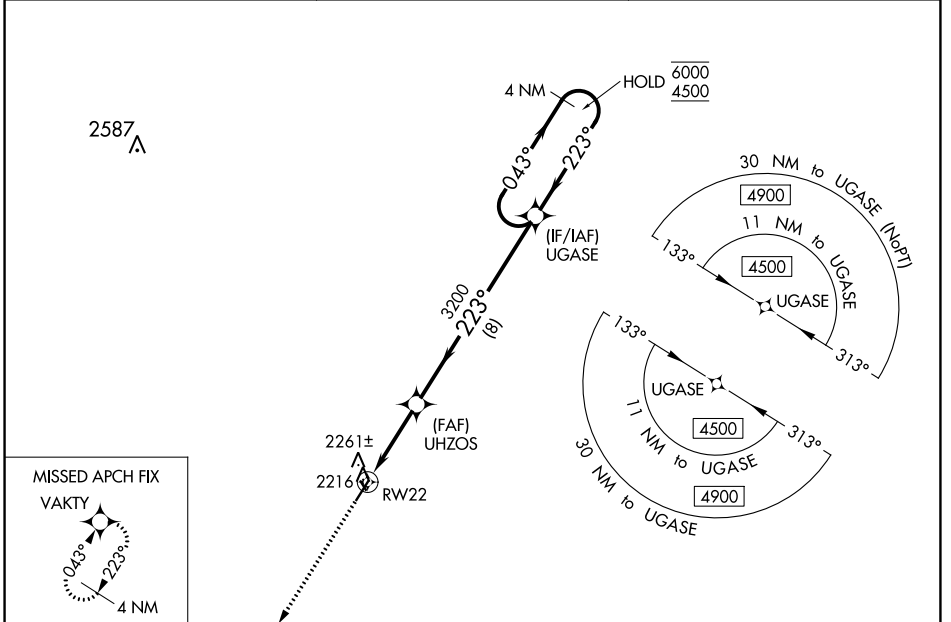 2587
4 NM
HOLD 6000
4500
043°
223°
(IF/IAF)
UGASE
3200
223°
(8)
(FAF)
UHZOS
2261±
2216
RW22
30 NM to UGASE (NoPT)
4900
11 NM to UGASE
4500
133°
UGASE
313°
133°
UGASE
313°
4500
11 NM to UGASE
4900
30 NM to UGASE
MISSED APCH FIX
VAKTY
043°
223°
4 NM